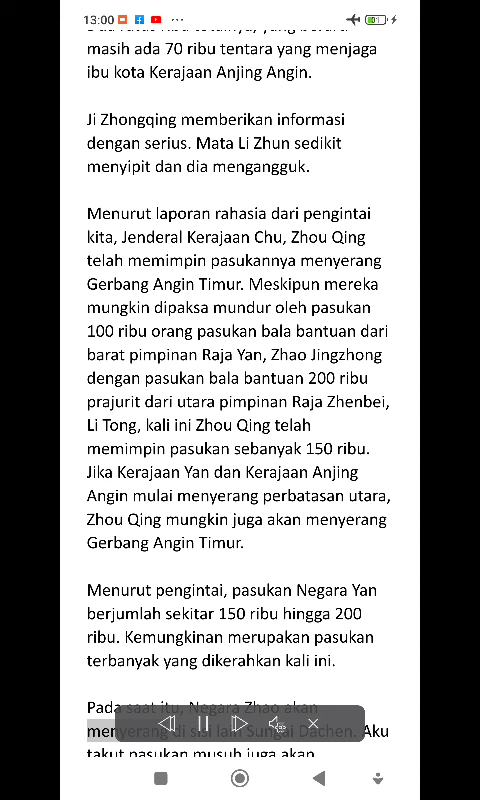 13:00
masih ada 70 ribu tentara yang menjaga
ibu kota Kerajaan Anjing Angin.
Ji Zhongqing memberikan informasi
dengan serius. Mata Li Zhun sedikit
menyipit dan dia mengangguk.
Menurut laporan rahasia dari pengintai
kita, Jenderal Kerajaan Chu, Zhou Qing
telah memimpin pasukannya menyerang
Gerbang Angin Timur. Meskipun mereka
mungkin dipaksa mundur oleh pasukan
100 ribu orang pasukan bala bantuan dari
barat pimpinan Raja Yan, Zhao Jingzhong
dengan pasukan bala bantuan 200 ribu
prajurit dari utara pimpinan Raja Zhenbei,
Li Tong, kali ini Zhou Qing telah
memimpin pasukan sebanyak 150 ribu.
Jika Kerajaan Yan dan Kerajaan Anjing
Angin mulai menyerang perbatasan utara,
Zhou Qing mungkin juga akan menyerang
Gerbang Angin Timur.
Menurut pengintai, pasukan Negara Yan
berjumlah sekitar 150 ribu hingga 200
ribu. Kemungkinan merupakan pasukan
terbanyak yang dikerahkan kali ini.
Pada saat itu, Negara Zhao akan
menyerang di sisi lain Sungai Dachen. Aku
takut pasukan musuh juga akan